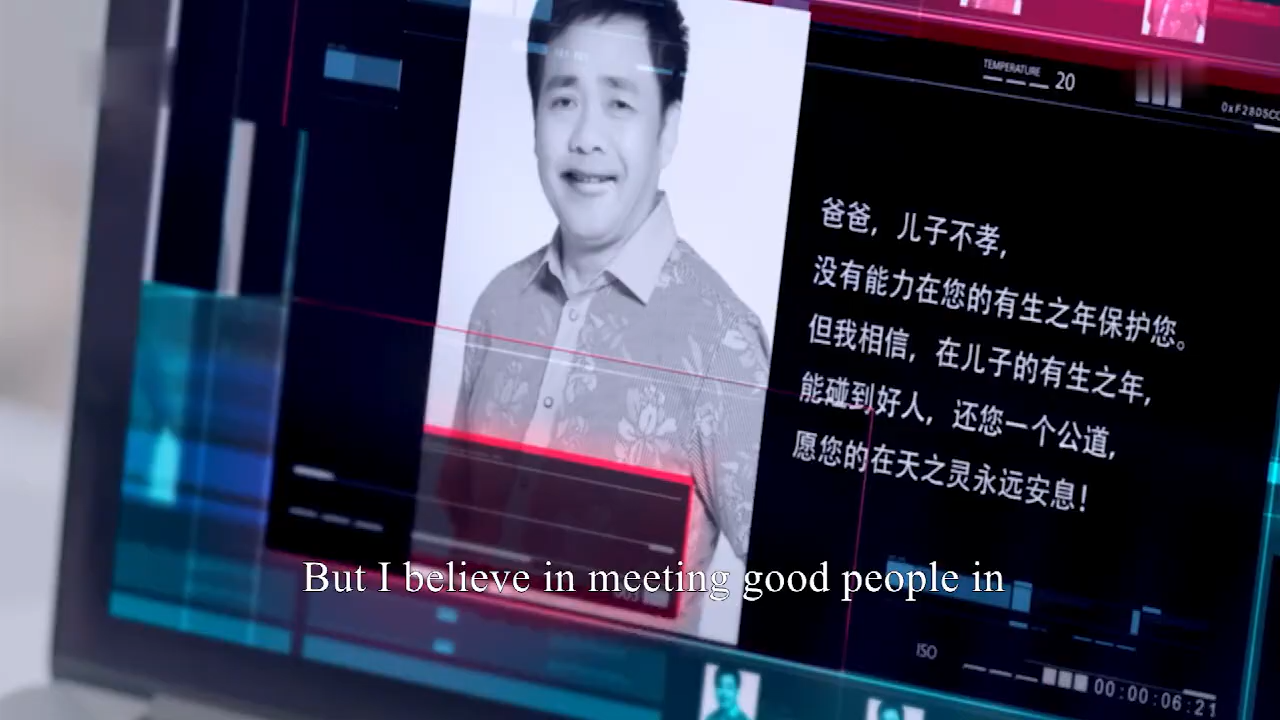 TEMPERATURE
20
0xF2805C
爸爸，儿子不孝，
没有能力在您的有生之年保护您。
但我相信，在儿子的有生之年，
能碰到好人，还您一个公道，
愿您的在天之灵永远安息！
But I believe in meeting good people in
ISO
00:00:06:21